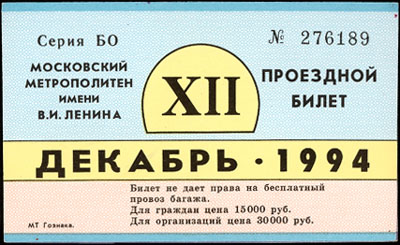 Серия БО
№ 276189
МОСКОВСКИЙ
МЕТРОПОЛИТЕН
ИМЕНИ
В.И. ЛЕНИНА
XII
ПРОЕЗДНОЙ
БИЛЕТ
ДЕКАБРЬ · 1994
Билет не дает права на бесплатный
провоз багажа.
Для граждан цена 15000 руб.
Для организаций цена 30000 руб.
МТ Гознака.